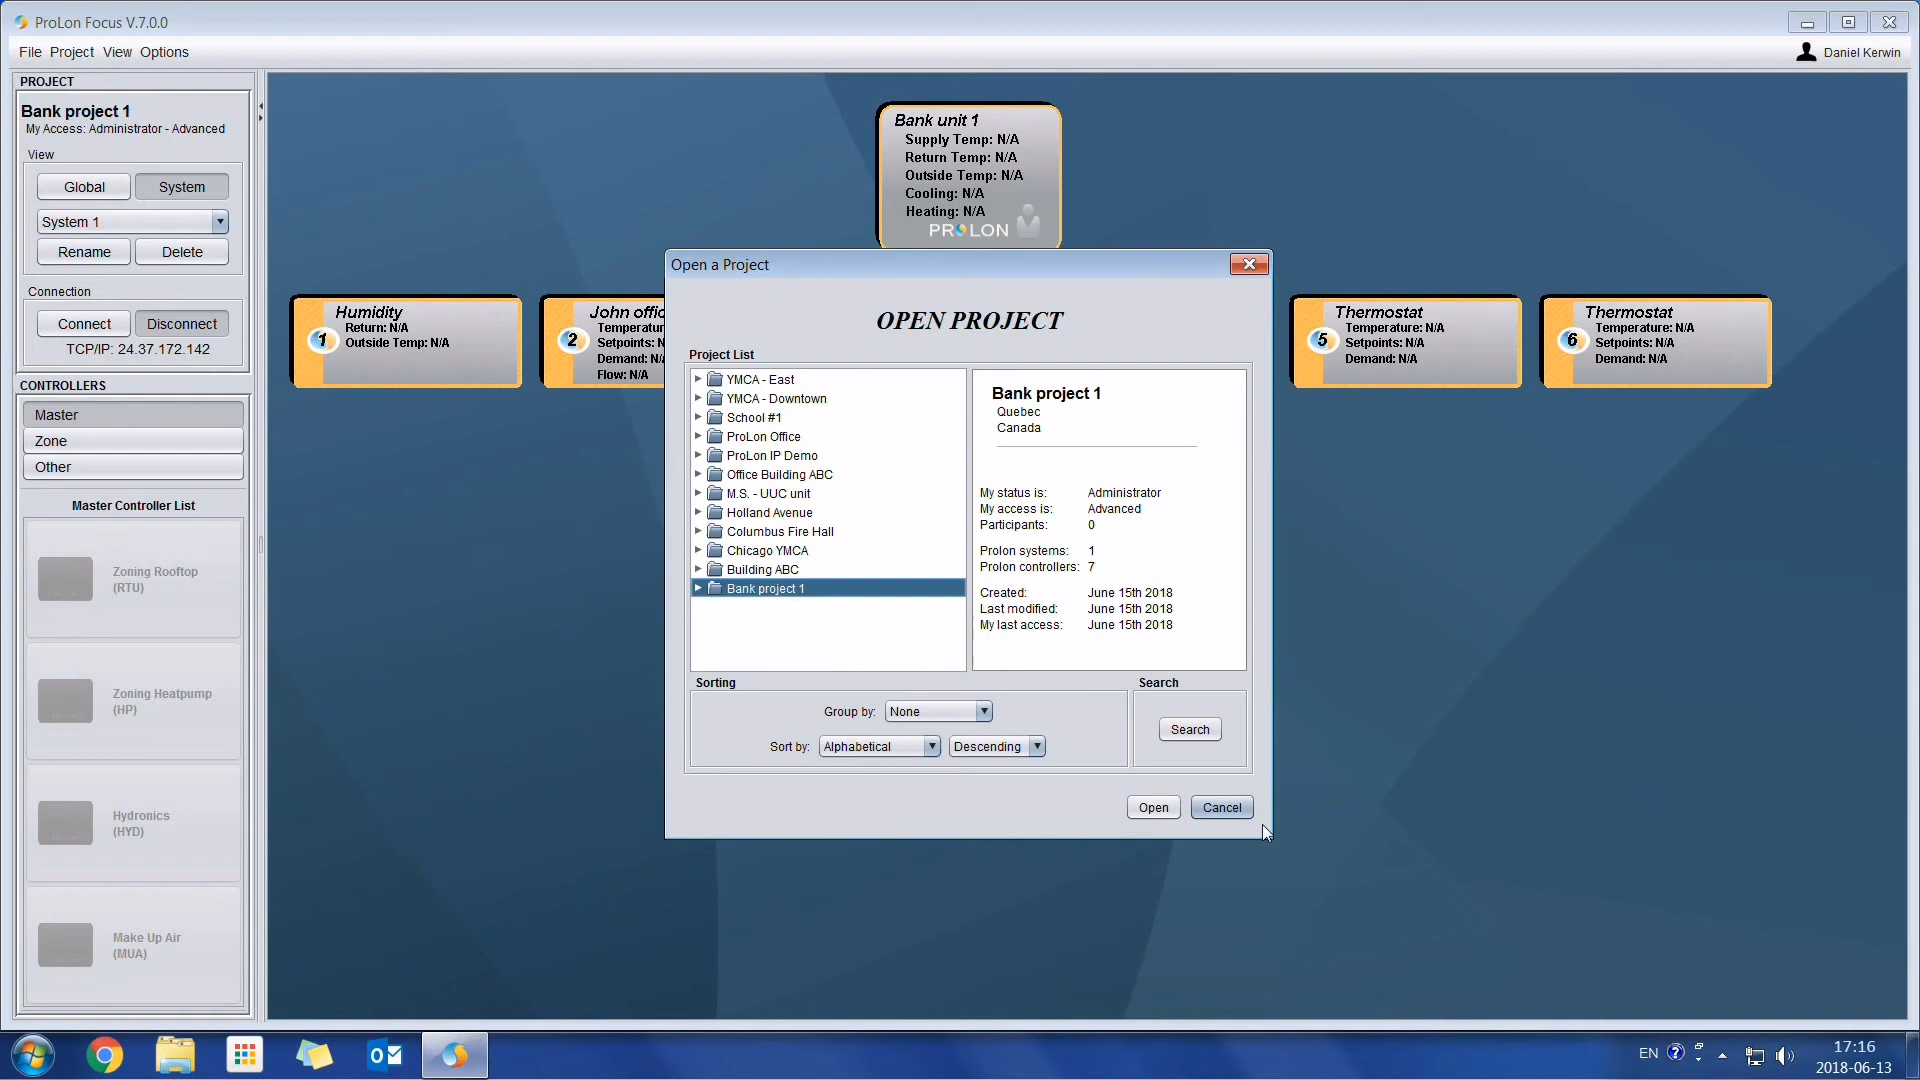 ProLon Focus V.7.0.0
File Project View Options
Daniel Kerwin
PROJECT
Bank project 1
My Access: Administrator - Advanced
View
Global System
System 1
Rename Delete
Connection
Connect Disconnect
TCP/IP: 24.37.172.142
CONTROLLERS
Master
Zone
Other
Master Controller List
Zoning Rooftop
(RTU)
Zoning Heatpump
(HP)
Hydronics
(HYD)
Make Up Air
(MUA)
Bank unit 1
Supply Temp: N/A
Return Temp: N/A
Outside Temp: N/A
Cooling: N/A
Heating: N/A
PROLON
1
Humidity
Return: N/A
Outside Temp: N/A
2
John offic
Temperatur
Setpoints: N
Demand: N/
Flow: N/A
5
Thermostat
Temperature: N/A
Setpoints: N/A
Demand: N/A
6
Thermostat
Temperature: N/A
Setpoints: N/A
Demand: N/A
Open a Project
OPEN PROJECT
Project List
YMCA - East
YMCA - Downtown
School #1
ProLon Office
ProLon IP Demo
Office Building ABC
M.S. - UUC unit
Holland Avenue
Columbus Fire Hall
Chicago YMCA
Building ABC
Bank project 1
Bank project 1
Quebec
Canada
My status is: Administrator
My access is: Advanced
Participants: 0
Prolon systems: 1
Prolon controllers: 7
Created: June 15th 2018
Last modified: June 15th 2018
My last access: June 15th 2018
Sorting
Group by: None
Sort by: Alphabetical Descending
Search
Search
Open Cancel
EN
17:16
2018-06-13